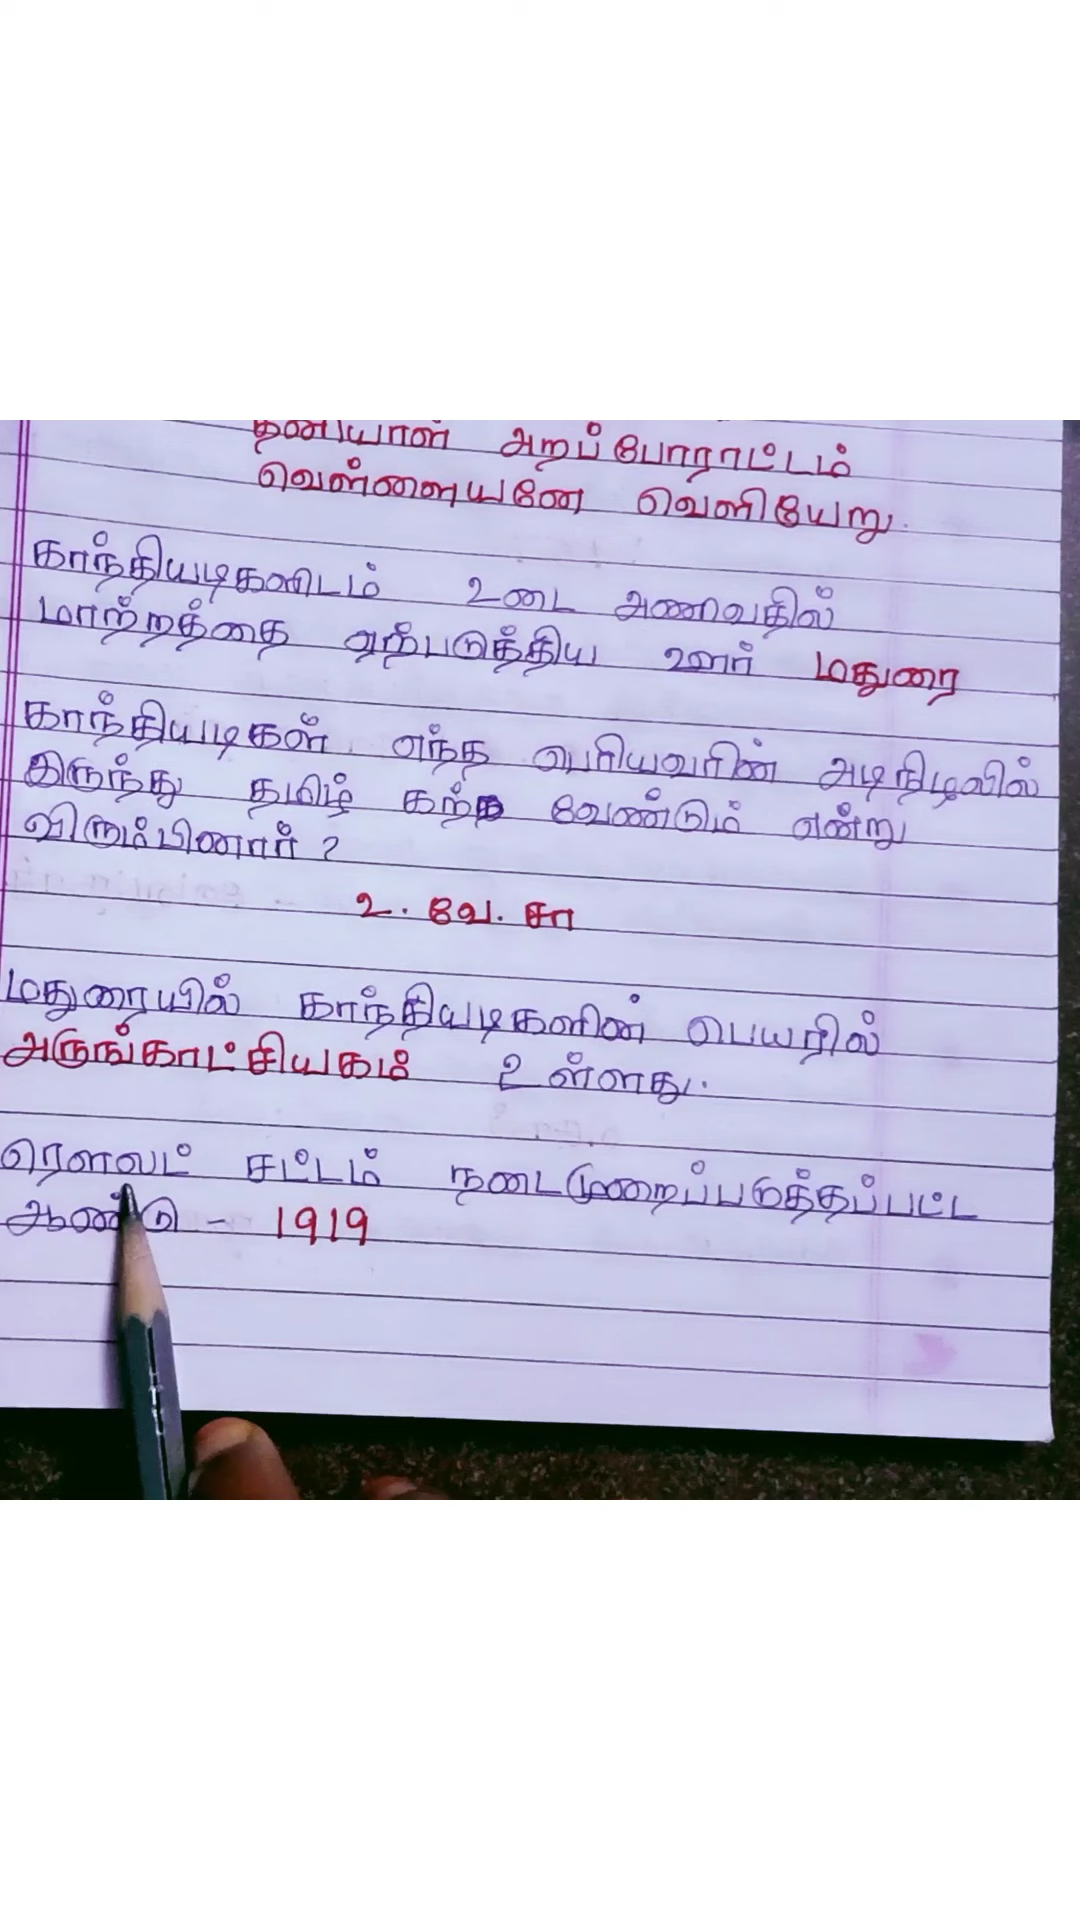 தனியாள் அறப்போராட்டம்
வெள்ளையனே வெளியேறு.
காந்தியடிகளிடம் உடை அணிவதில்
மாற்றத்தை ஏற்படுத்திய ஊர் மதுரை
காந்தியடிகள் எந்த பெரியவரின் அடிநிழலில்
இருந்து தமிழ் கற்க வேண்டும் என்று
விரும்பினார் ?
உ. வே. சா
மதுரையில் காந்தியடிகளின் பெயரில்
அருங்காட்சியகம் உள்ளது.
ரௌலட் சட்டம் நடைமுறைப்படுத்தப்பட்ட
ஆண்டு - 1919